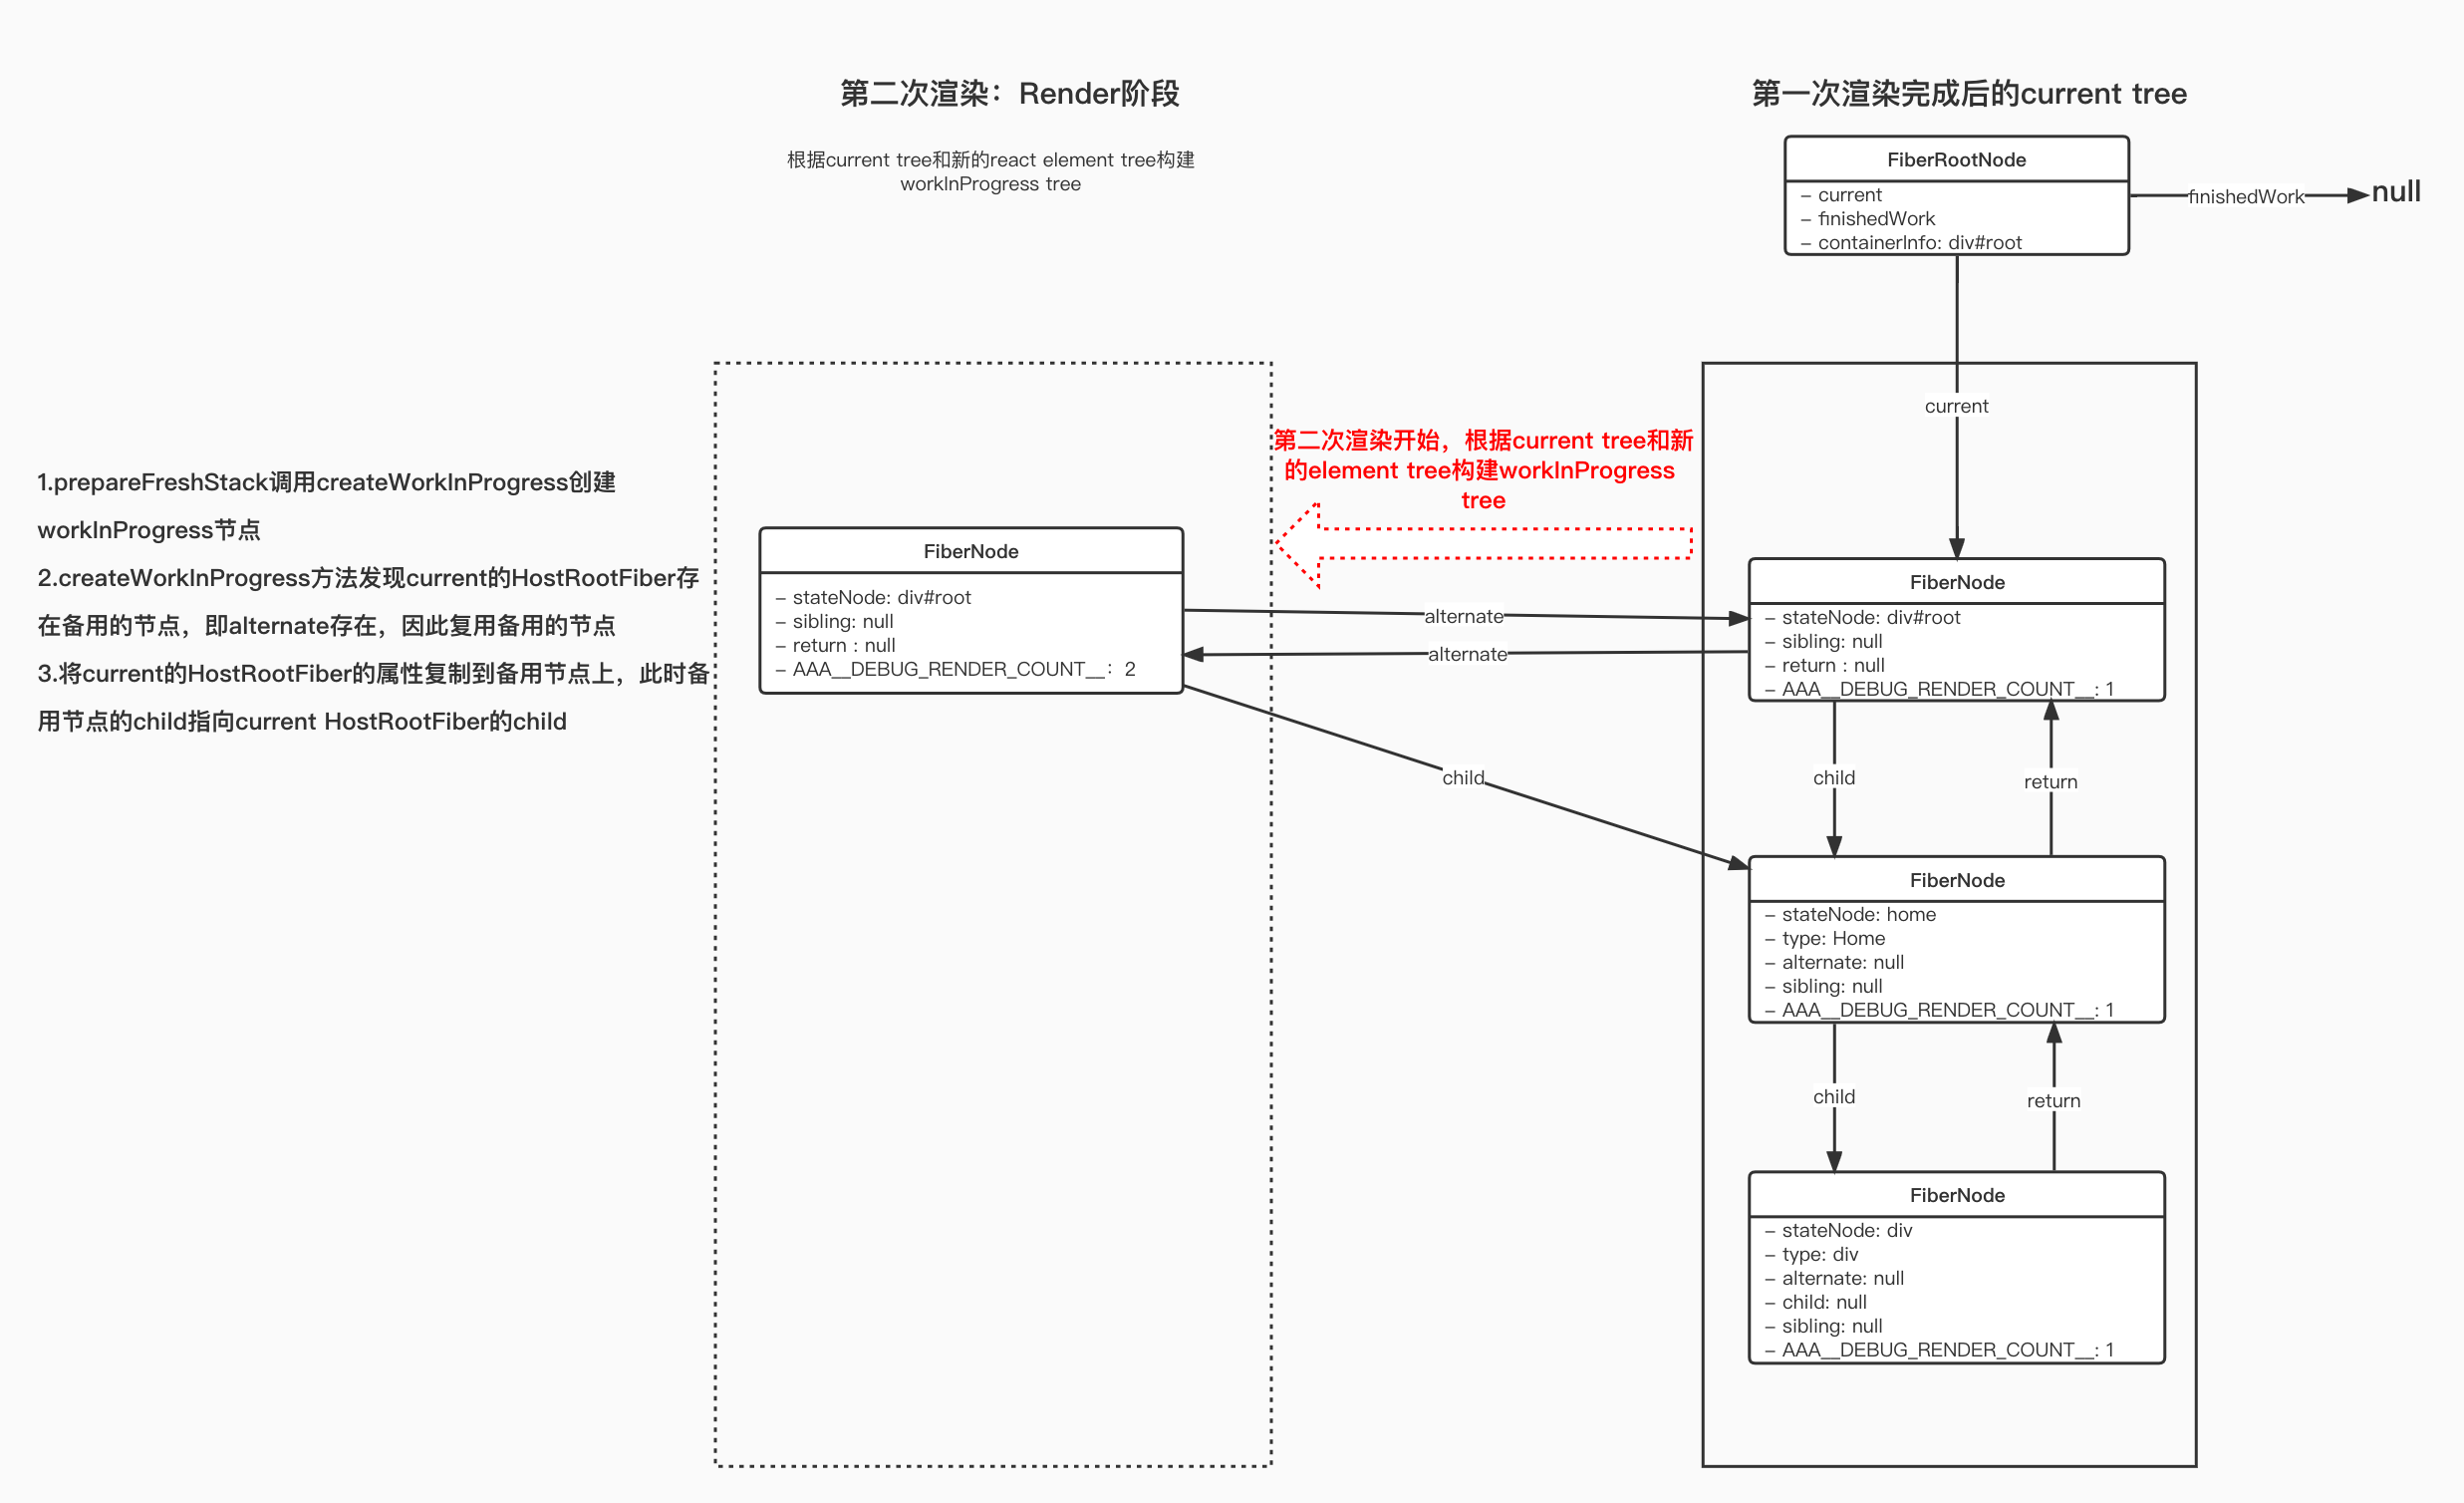 第二次渲染：Render阶段
根据current tree和新的react element tree构建
workInProgress tree
第一次渲染完成后的current tree
FiberRootNode
- current
- finishedWork
- containerInfo: div#root
finishedWork
null
current
1.prepareFreshStack调用createWorkInProgress创建
workInProgress节点
2.createWorkInProgress方法发现current的HostRootFiber存
在备用的节点，即alternate存在，因此复用备用的节点
3.将current的HostRootFiber的属性复制到备用节点上，此时备
用节点的child指向current HostRootFiber的child
第二次渲染开始，根据current tree和新
的element tree构建workInProgress
tree
FiberNode
- stateNode: div#root
- sibling: null
- return : null
- AAA__DEBUG_RENDER_COUNT__：2
alternate
alternate
child
FiberNode
- stateNode: div#root
- sibling: null
- return : null
- AAA__DEBUG_RENDER_COUNT__: 1
child
return
FiberNode
- stateNode: home
- type: Home
- alternate: null
- sibling: null
- AAA__DEBUG_RENDER_COUNT__: 1
child
return
FiberNode
- stateNode: div
- type: div
- alternate: null
- child: null
- sibling: null
- AAA__DEBUG_RENDER_COUNT__: 1